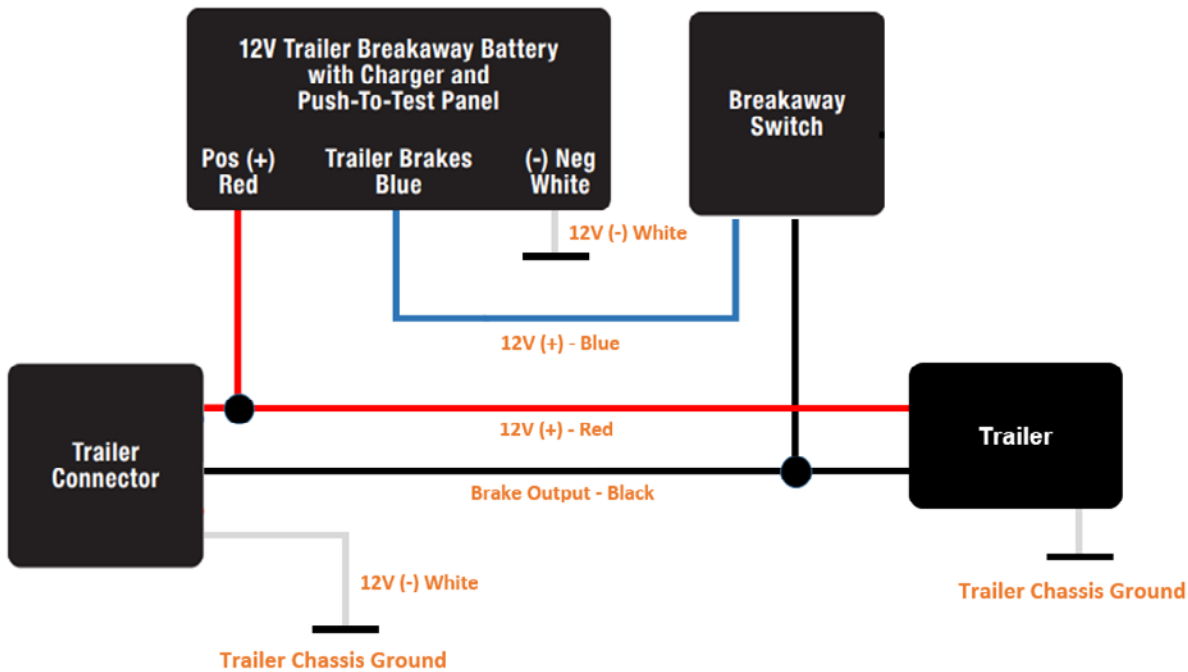 12V Trailer Breakaway Battery
with Charger and
Push-To-Test Panel
Pos (+)
Red
Trailer Brakes
Blue
(-) Neg
White
Breakaway
Switch
12V (-) White
12V (+) - Blue
12V (+) - Red
Trailer
Connector
Trailer
Brake Output - Black
12V (-) White
Trailer Chassis Ground
Trailer Chassis Ground